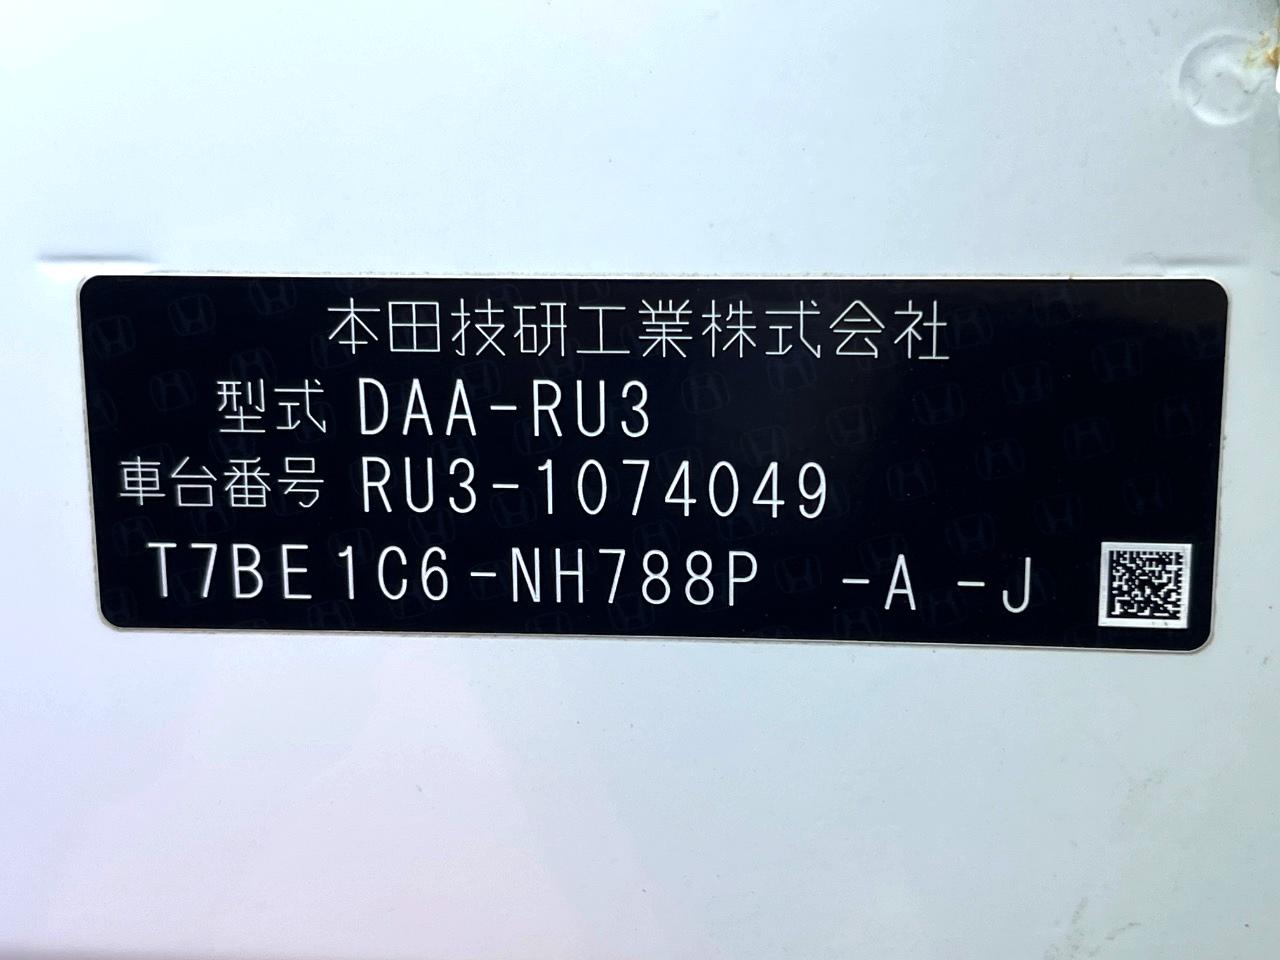 本田技研工業株式会社
型式 DAA-RU3
車台番号 RU3-1074049
T7BE1C6-NH788P -A -J